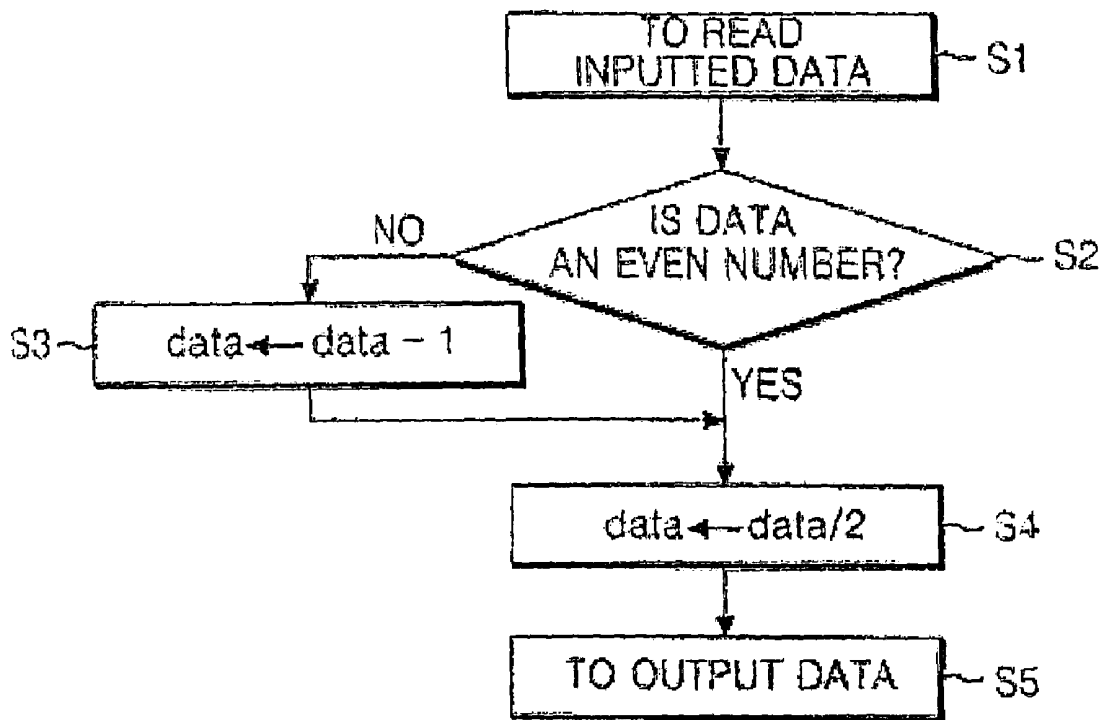 TO READ
INPUTTED DATA
S1
IS DATA
AN EVEN NUMBER?
S2
NO
S3
data ← data - 1
YES
data ← data/2
S4
TO OUTPUT DATA
S5